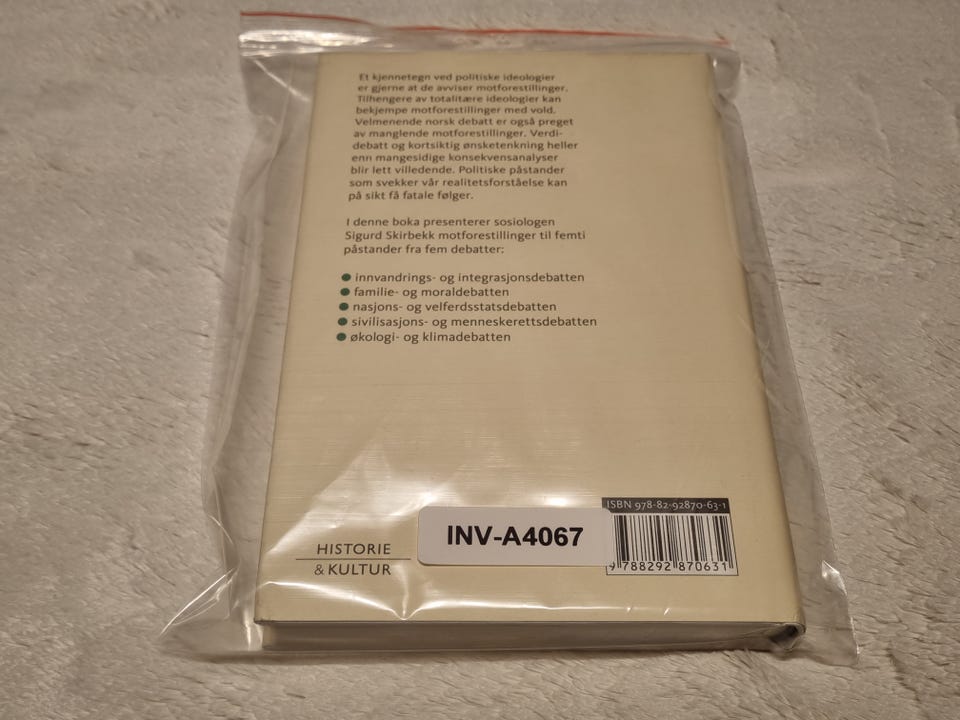 Et kjennetegn ved politiske ideologier
er gjerne at de avviser motforestillinger.
Tilhengere av totalitære ideologier kan
bekjempe motforestillinger med vold.
Velmenende norsk debatt er også preget
av manglende motforestillinger. Verdi-
debatt og kortsiktig ønsketenkning heller
enn mangesidige konsekvensanalyser
blir lett villedende. Politiske påstander
som svekker vår realitetsforståelse kan
på sikt få fatale følger.
I denne boka presenterer sosiologen
Sigurd Skirbekk motforestillinger til femti
påstander fra fem debatter:
● innvandrings- og integrasjonsdebatten
● familie- og moraldebatten
● nasjons- og velferdsstatsdebatten
● sivilisasjons- og menneskerettsdebatten
● økologi- og klimadebatten
ISBN 978-82-92870-63-1
INV-A4067
9 788292 870631
HISTORIE
& KULTUR